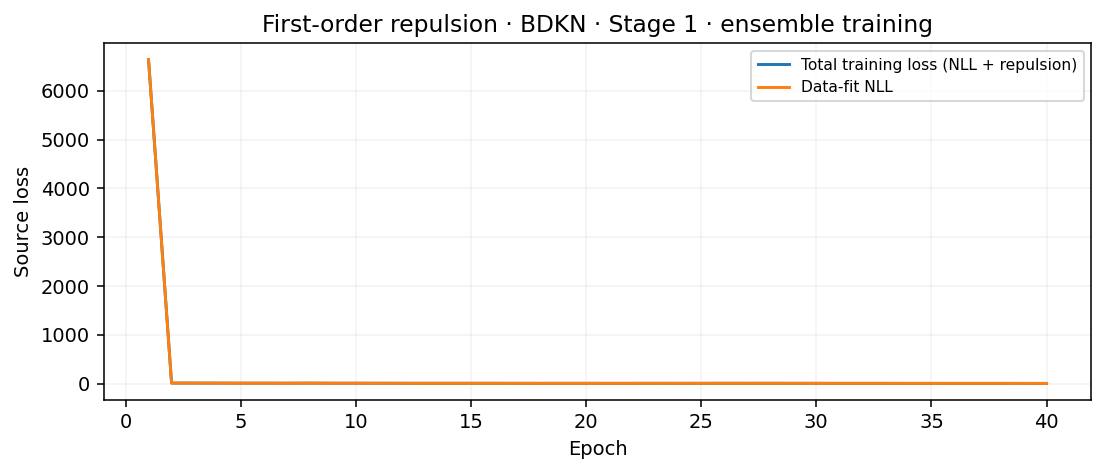 First-order repulsion · BDKN · Stage 1 · ensemble training
Total training loss (NLL + repulsion)
Data-fit NLL
Source loss
6000
5000
4000
3000
2000
1000
0
0 5 10 15 20 25 30 35 40
Epoch